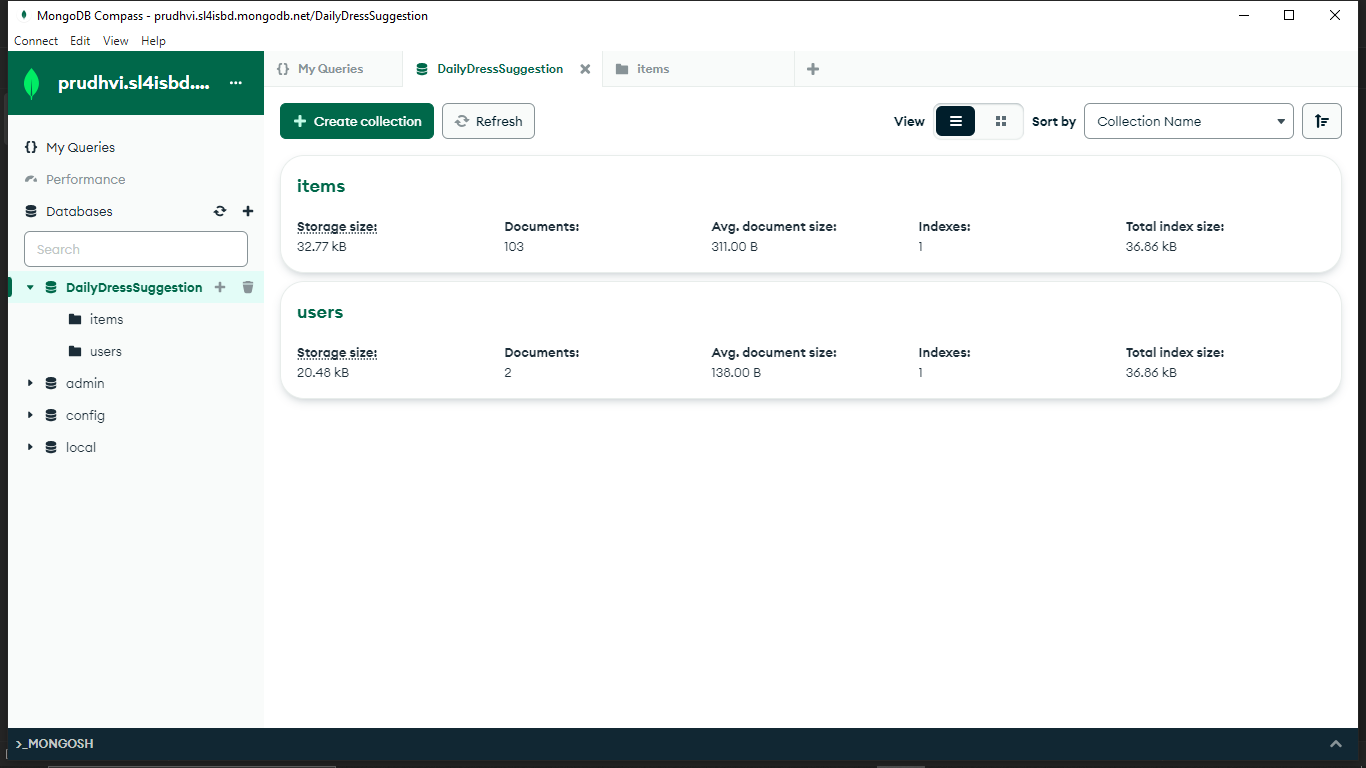 MongoDB Compass - prudhvi.sl4isbd.mongodb.net/DailyDressSuggestion
Connect Edit View Help
prudhvi.sl4isbd.... ...
{} My Queries
Performance
Databases
Search
DailyDressSuggestion
items
users
admin
config
local
{} My Queries DailyDressSuggestion items
Create collection Refresh View Sort by Collection Name
items
Storage size: Documents: Avg. document size: Indexes: Total index size:
32.77 kB 103 311.00 B 1 36.86 kB
users
Storage size: Documents: Avg. document size: Indexes: Total index size:
20.48 kB 2 138.00 B 1 36.86 kB
>_MONGOSH